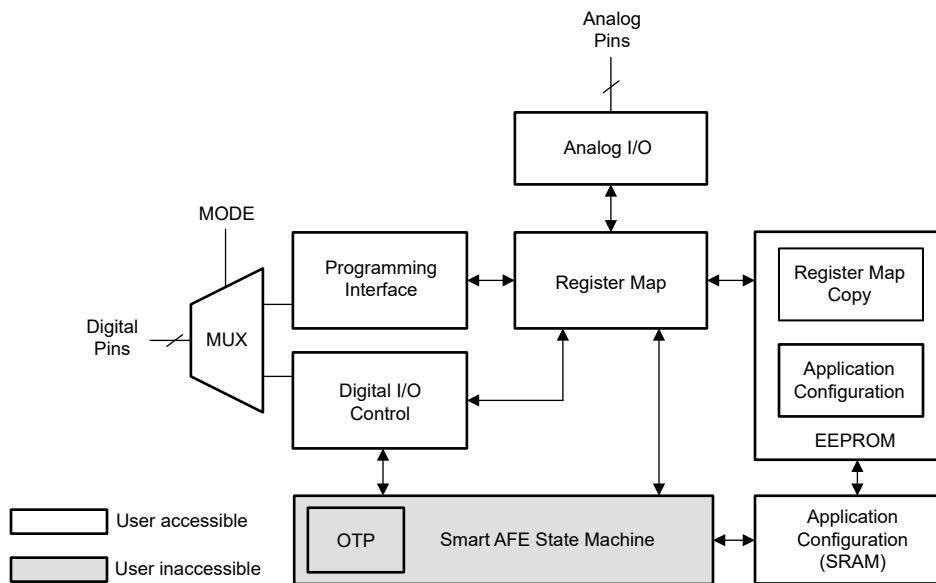 Analog
Pins
Analog I/O
MODE
Programming
Interface
Register Map
Register Map
Copy
Digital
Pins
MUX
Digital I/O
Control
Application
Configuration
EEPROM
User accessible
OTP
Smart AFE State Machine
Application
Configuration
(SRAM)
User inaccessible